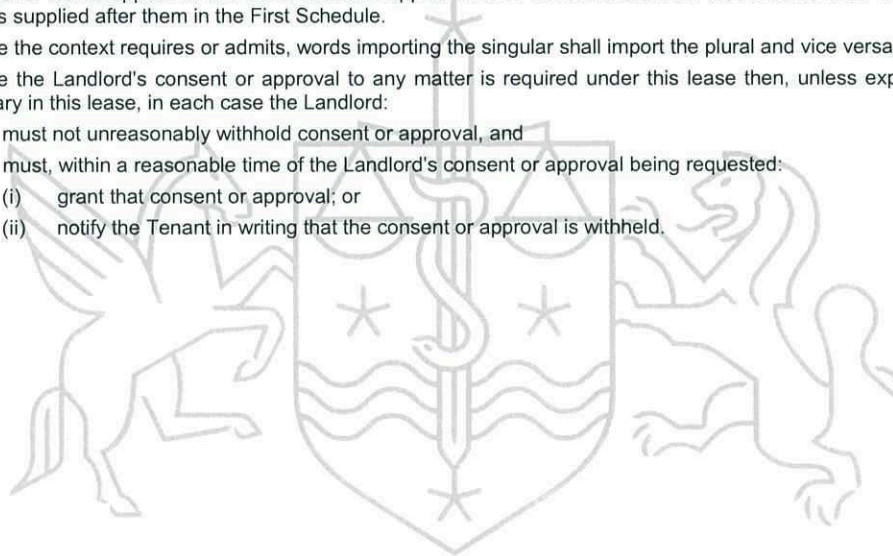 supplied after them in the First Schedule.
the context requires or admits, words importing the singular shall import the plural and vice versa
the Landlord's consent or approval to any matter is required under this lease then, unless
in this lease, in each case the Landlord:
must not unreasonably withhold consent or approval, and
must, within a reasonable time of the Landlord's consent or approval being requested:
(i) grant that consent or approval; or
(ii) notify the Tenant in writing that the consent or approval is withheld.